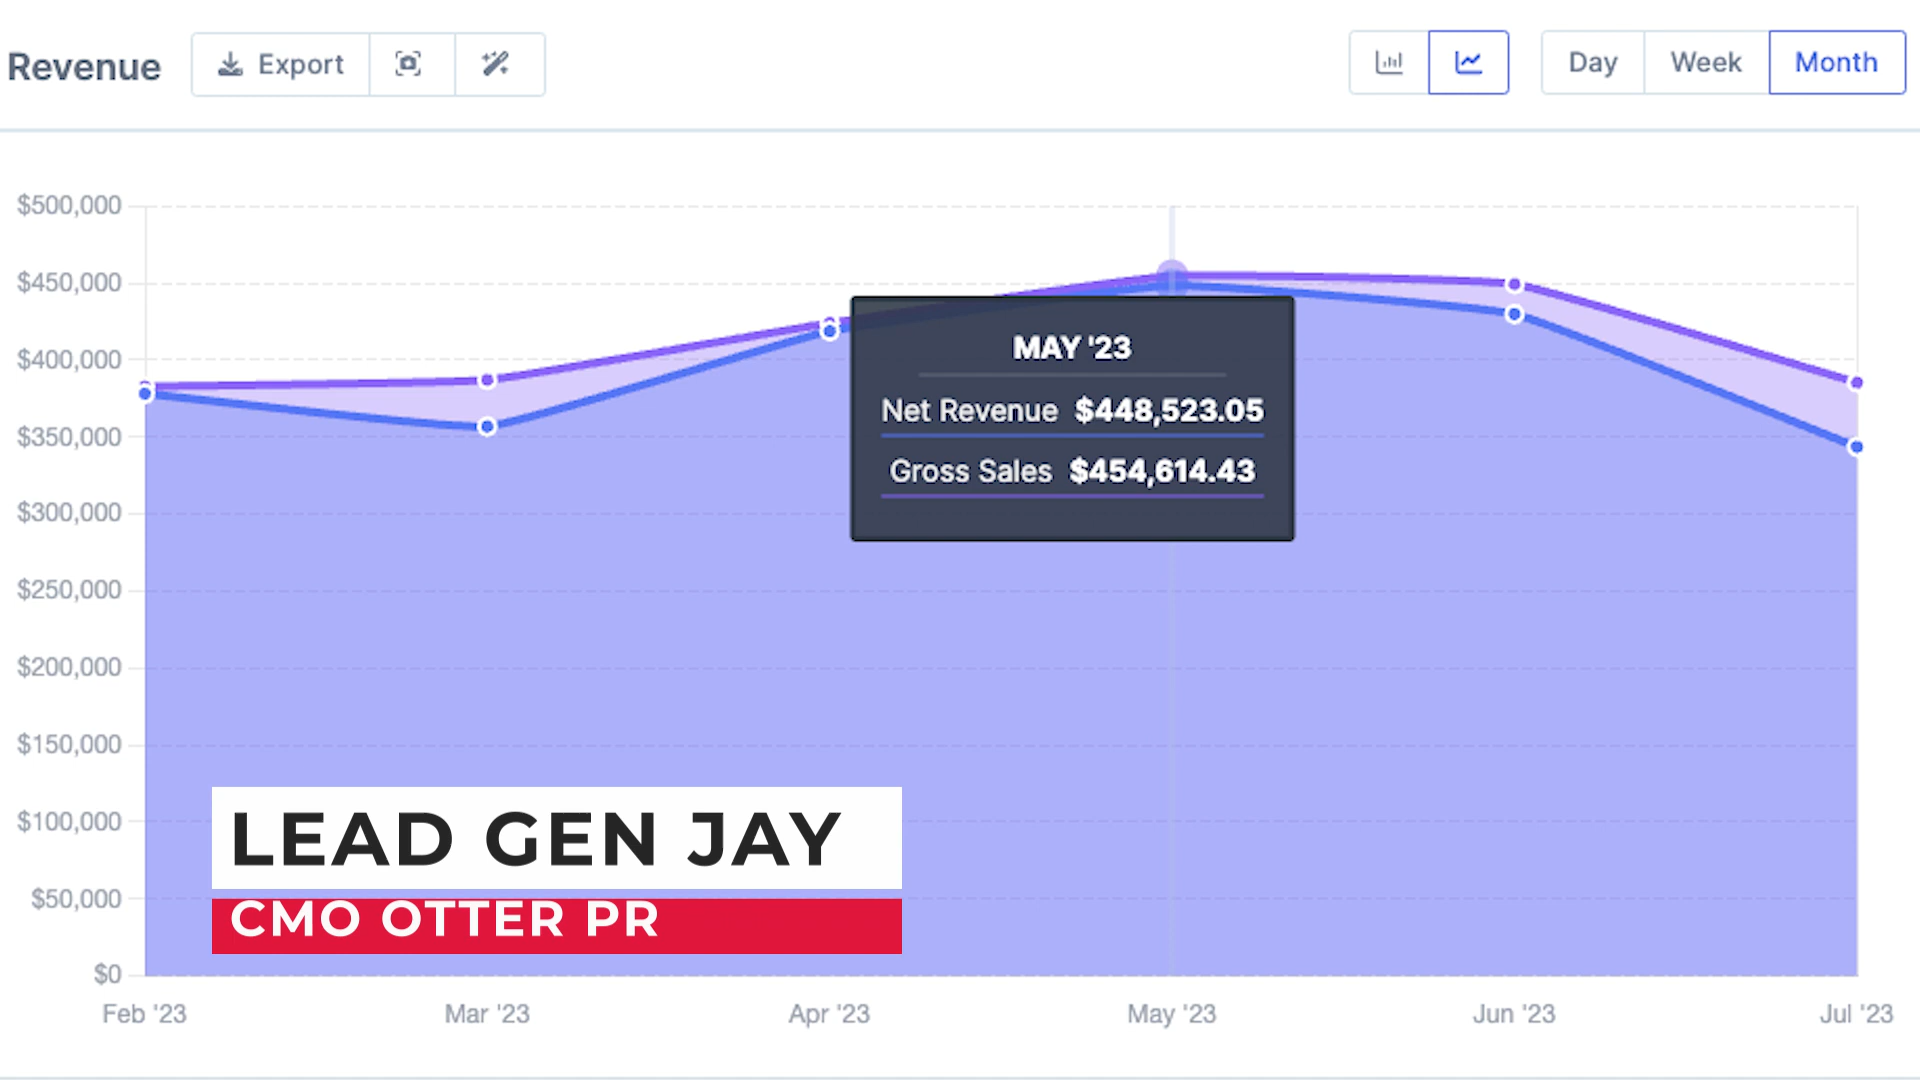 Revenue
Export
Day
Week
Month
$500,000
$450,000
$400,000
$350,000
$300,000
$250,000
$200,000
$150,000
$100,000
$50,000
$0
MAY '23
Net Revenue $448,523.05
Gross Sales $454,614.43
LEAD GEN JAY
CMO OTTER PR
Feb '23
Mar '23
Apr '23
May '23
Jun '23
Jul '23